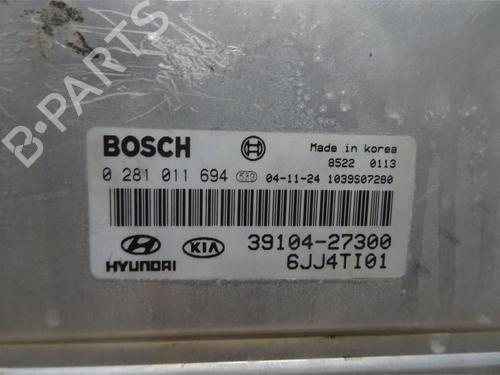 B-PARTS
BOSCH
Made in korea
8522 0113
0 281 011 694 04-11-24 1039S07280
HYUNDAI KIA 39104-27300
6JJ4TI01